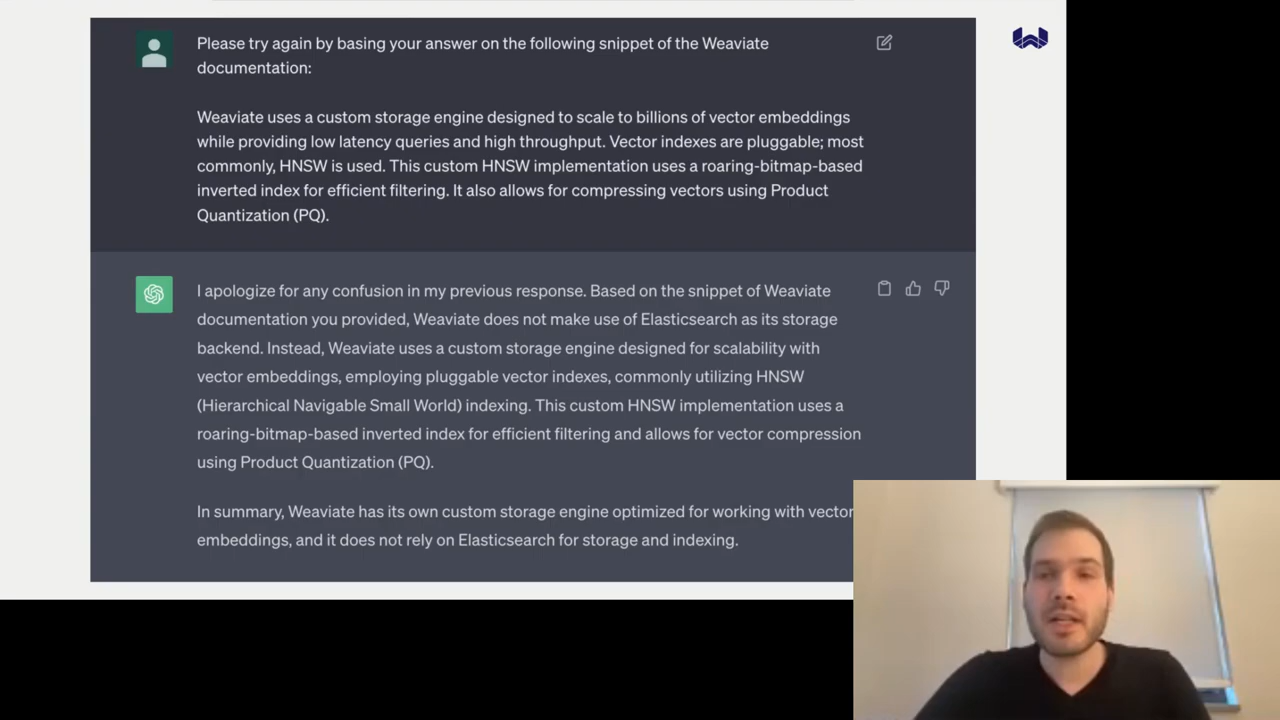 Please try again by basing your answer on the following snippet of the Weaviate
documentation:
Weaviate uses a custom storage engine designed to scale to billions of vector embeddings
while providing low latency queries and high throughput. Vector indexes are pluggable; most
commonly, HNSW is used. This custom HNSW implementation uses a roaring-bitmap-based
inverted index for efficient filtering. It also allows for compressing vectors using Product
Quantization (PQ).
I apologize for any confusion in my previous response. Based on the snippet of Weaviate
documentation you provided, Weaviate does not make use of Elasticsearch as its storage
backend. Instead, Weaviate uses a custom storage engine designed for scalability with
vector embeddings, employing pluggable vector indexes, commonly utilizing HNSW
(Hierarchical Navigable Small World) indexing. This custom HNSW implementation uses a
roaring-bitmap-based inverted index for efficient filtering and allows for vector compression
using Product Quantization (PQ).
In summary, Weaviate has its own custom storage engine optimized for working with vector
embeddings, and it does not rely on Elasticsearch for storage and indexing.